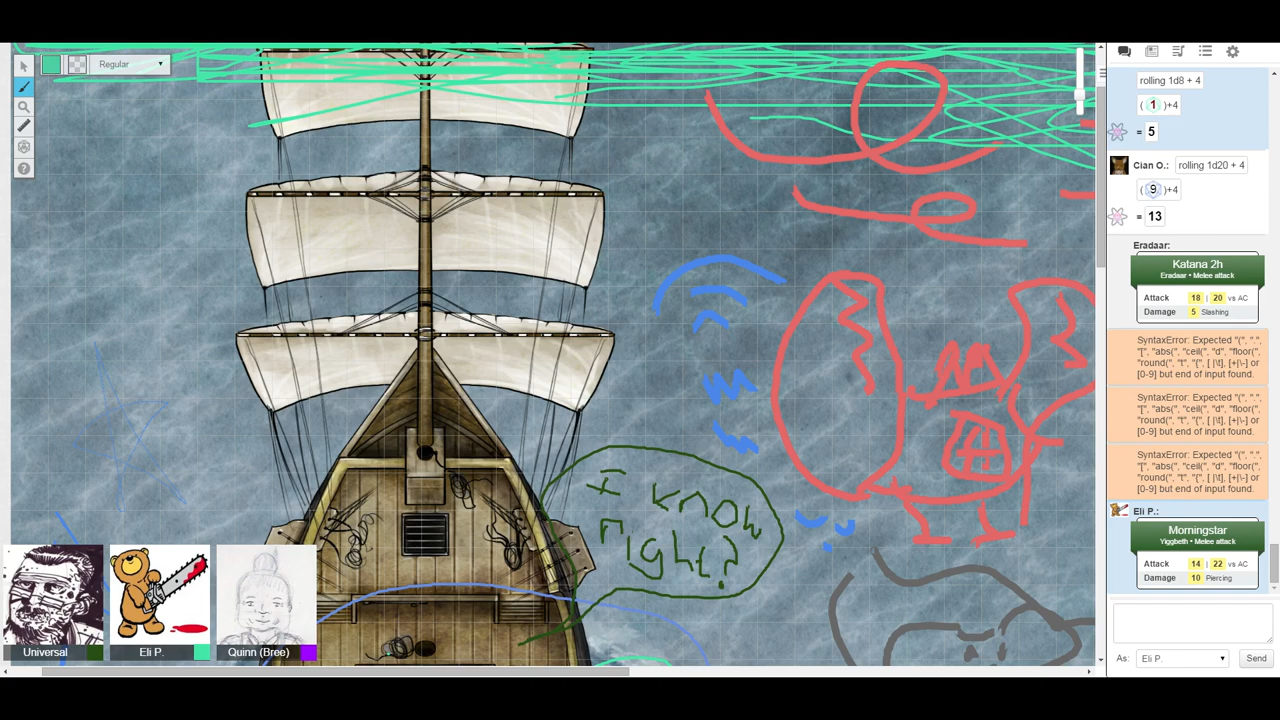 Regular
rolling 1d8 + 4
( 1 )+4
= 5
Cian O.: rolling 1d20 + 4
( 9 )+4
= 13
Eradaar:
Katana 2h
Eradaar • Melee attack
Attack 18 | 20 vs AC
Damage 5 Slashing
SyntaxError: Expected "(", ".",
"[", "abs(", "ceil(", "d", "floor(",
"round(", "t", "{", [ |\t], [+|\-] or
[0-9] but end of input found.
SyntaxError: Expected "(", ".",
"[", "abs(", "ceil(", "d", "floor(",
"round(", "t", "{", [ |\t], [+|\-] or
[0-9] but end of input found.
SyntaxError: Expected "(", ".",
"[", "abs(", "ceil(", "d", "floor(",
"round(", "t", "{", [ |\t], [+|\-] or
[0-9] but end of input found.
Eli P.:
Morningstar
Yiggbeth • Melee attack
Attack 14 | 22 vs AC
Damage 10 Piercing
As: Eli P. Send
I know
right?
Universal
Eli P.
Quinn (Bree)